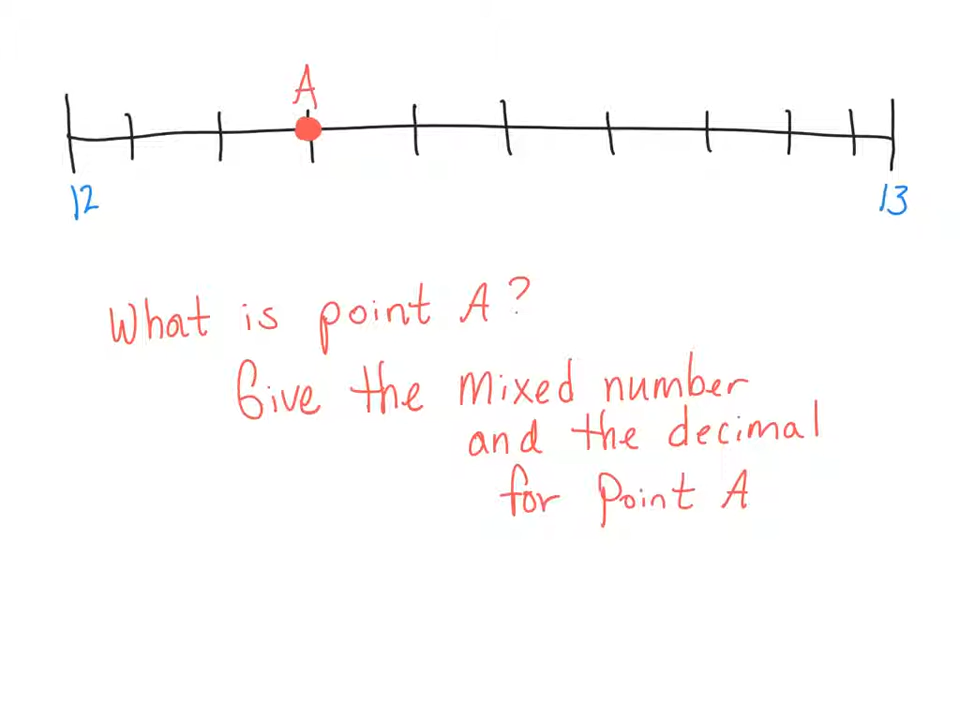 A
12 13
What is point A?
Give the mixed number
and the decimal
for point A